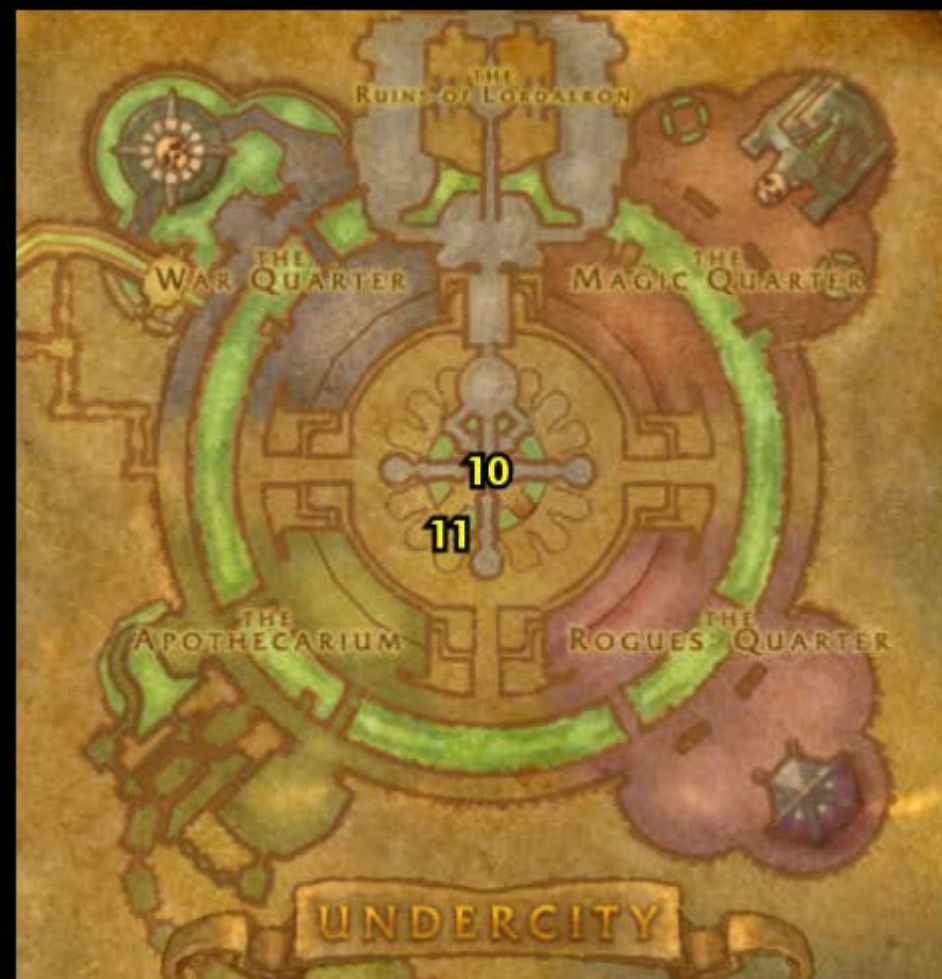 THE
RUINS OF LORDAERON
THE
WAR QUARTER
THE
MAGIC QUARTER
10
11
THE
APOTHECARIUM
THE
ROGUES' QUARTER
UNDERCITY